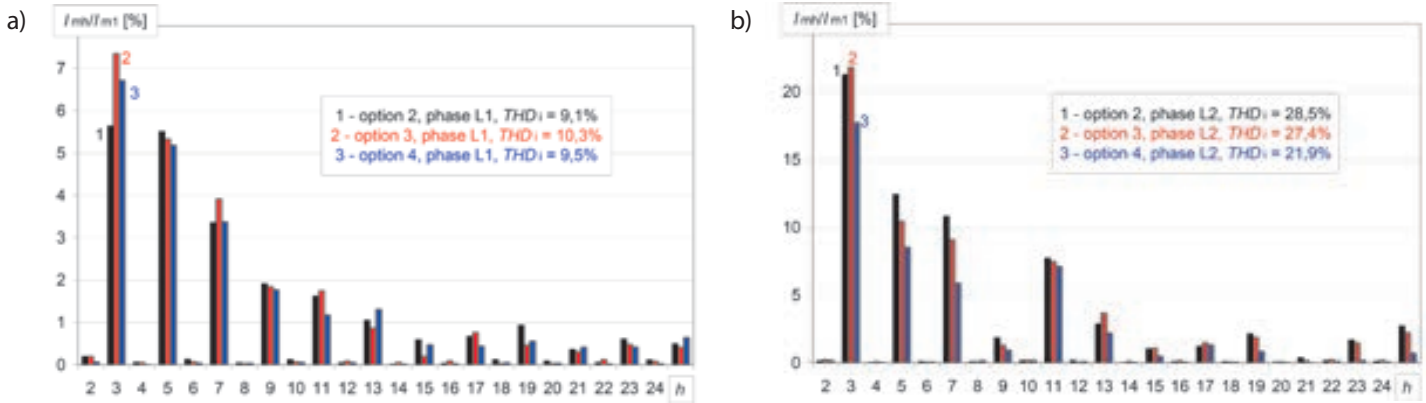 a)
Imh/Im1 [%]
7
6
5
4
3
2
1
0
2
3
1
1 - option 2, phase L1, THDi = 9,1%
2 - option 3, phase L1, THDi = 10,3%
3 - option 4, phase L1, THDi = 9,5%
2 3 4 5 6 7 8 9 10 11 12 13 14 15 16 17 18 19 20 21 22 23 24 h
b)
Imh/Im1 [%]
20
15
10
5
0
2
1
3
1 - option 2, phase L2, THDi = 28,5%
2 - option 3, phase L2, THDi = 27,4%
3 - option 4, phase L2, THDi = 21,9%
2 3 4 5 6 7 8 9 10 11 12 13 14 15 16 17 18 19 20 21 22 23 24 h